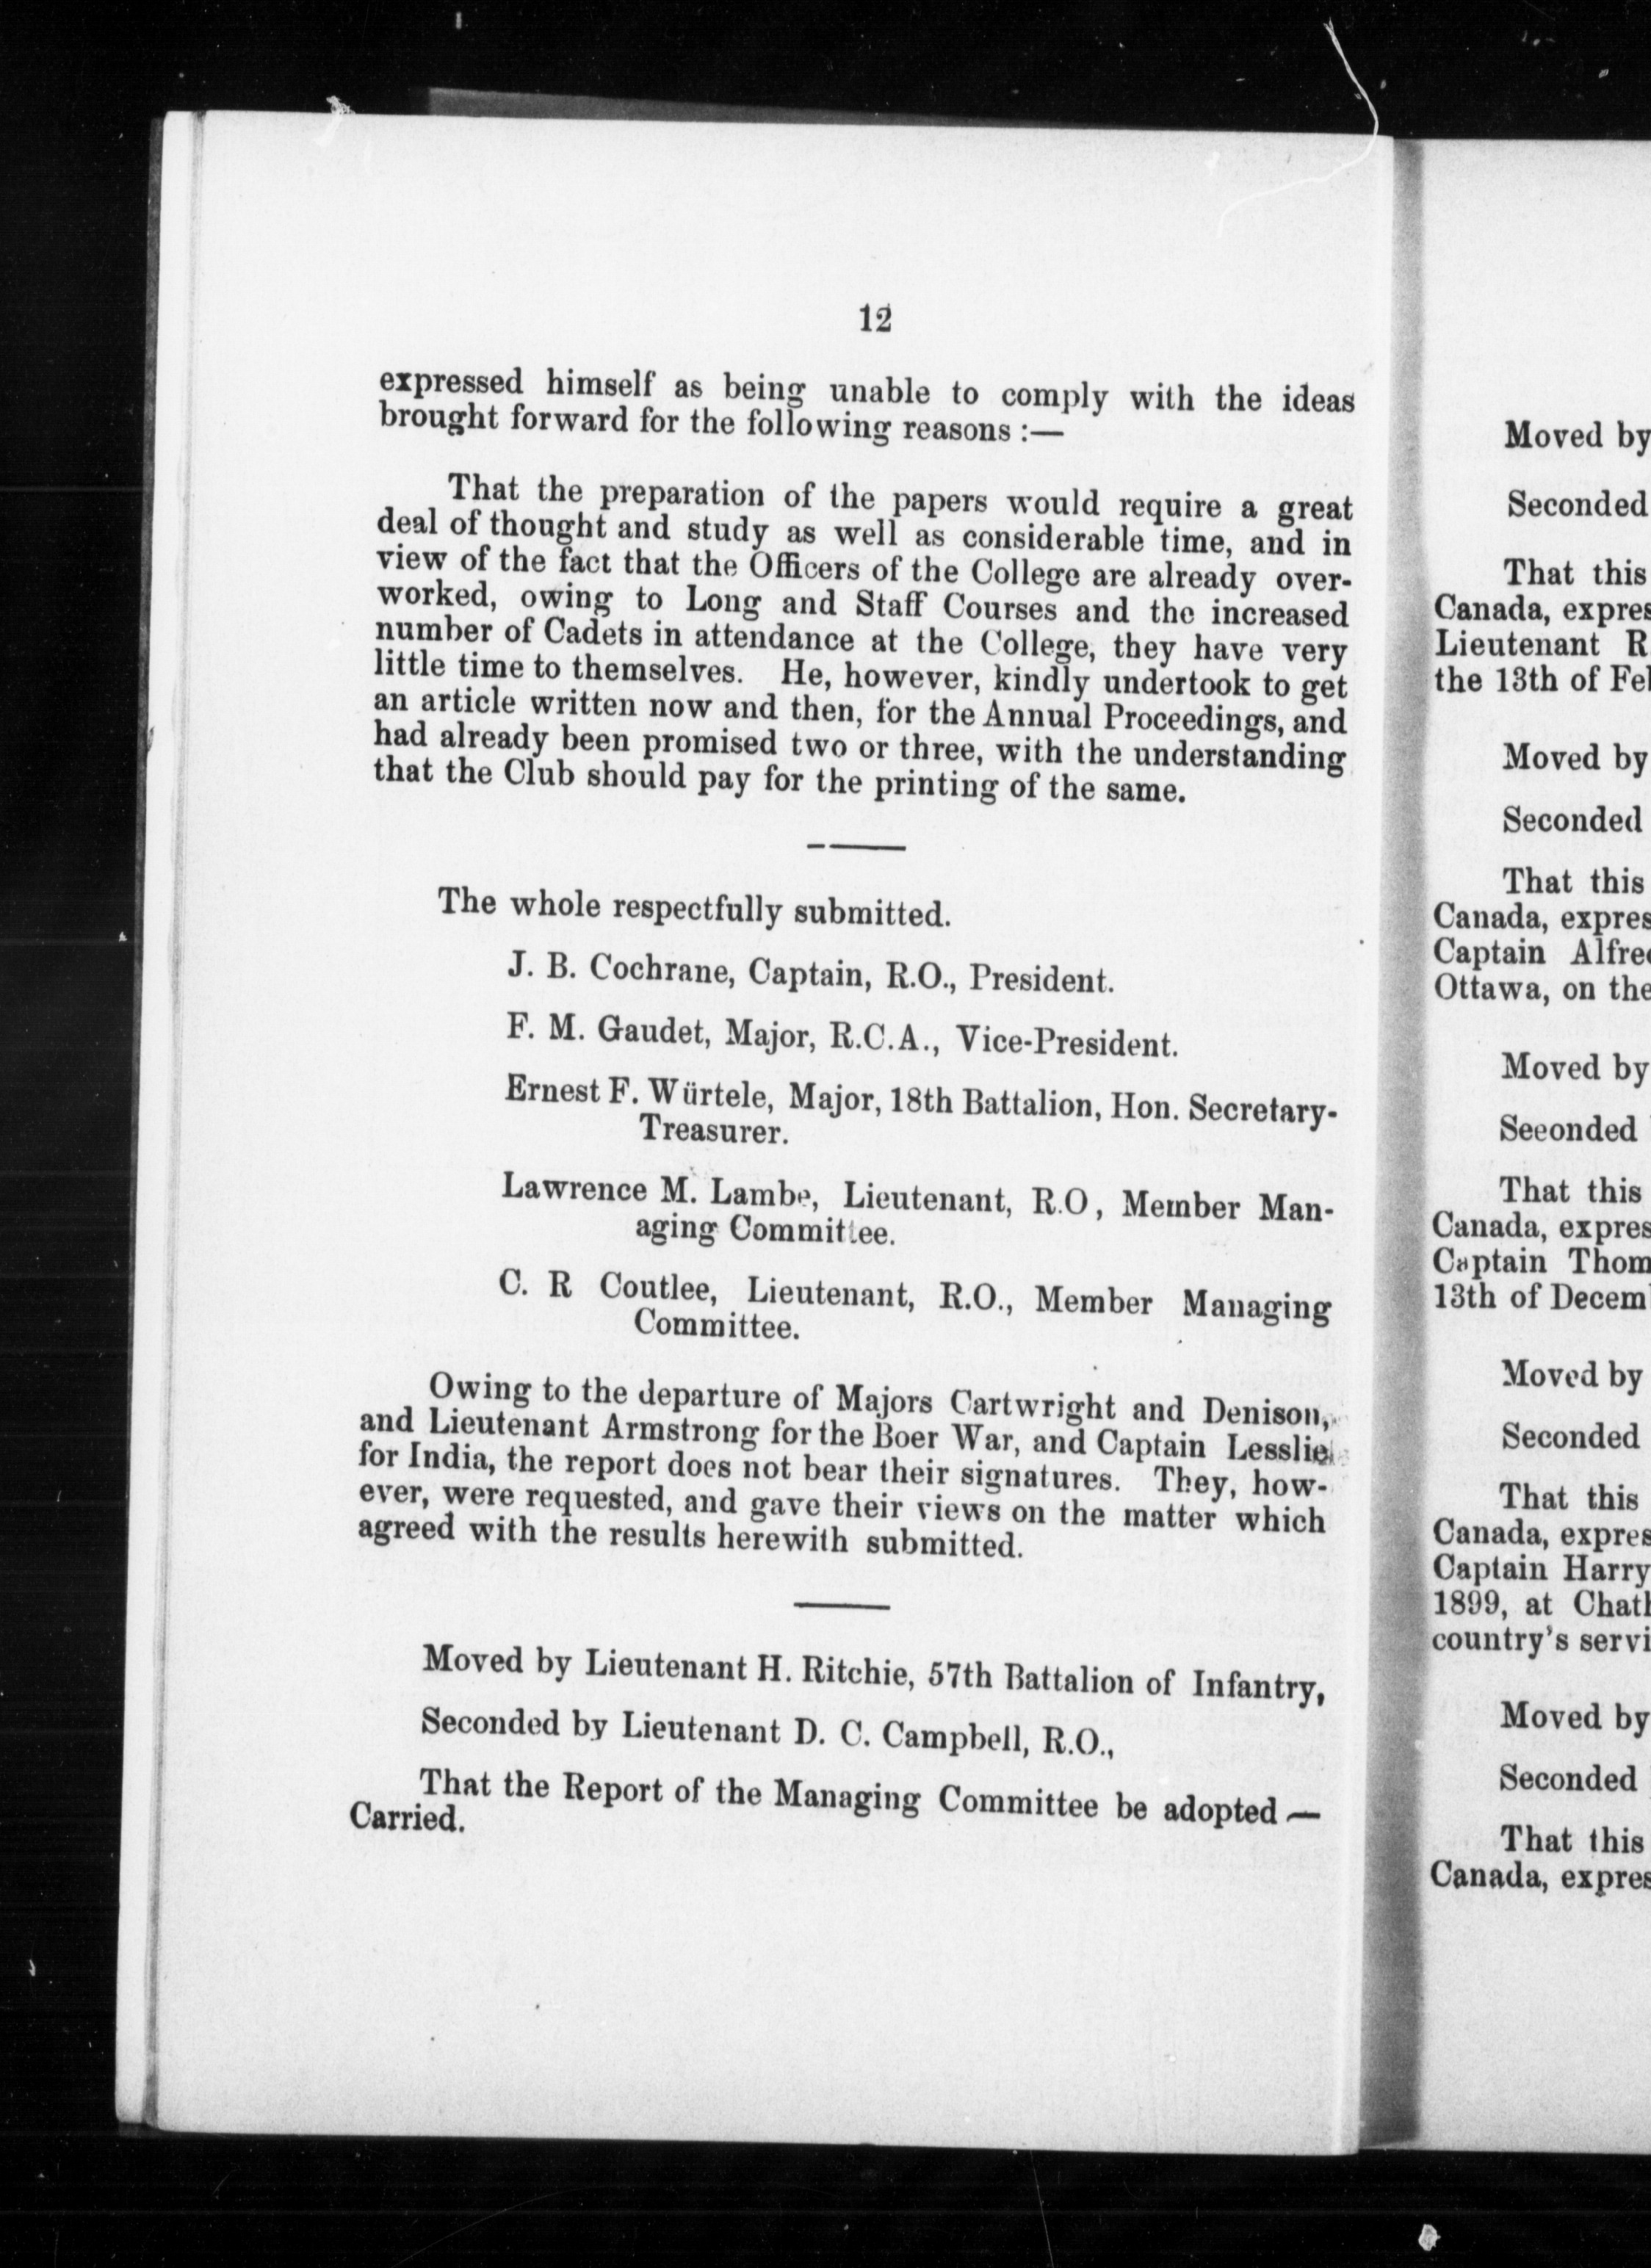 12
expressed himself as being unable to comply with the ideas
brought forward for the following reasons :—
That the preparation of the papers would require a great
deal of thought and study as well as considerable time, and in
view of the fact that the Officers of the College are already over-
worked, owing to Long and Staff Courses and the increased
number of Cadets in attendance at the College, they have very
little time to themselves. He, however, kindly undertook to get
an article written now and then, for the Annual Proceedings, and
had already been promised two or three, with the understanding
that the Club should pay for the printing of the same.
The whole respectfully submitted.
J. B. Cochrane, Captain, R.O., President.
F. M. Gaudet, Major, R.C.A., Vice-President.
Ernest F. Würtele, Major, 18th Battalion, Hon. Secretary-
Treasurer.
Lawrence M. Lambe, Lieutenant, R.O, Member Man-
aging Committee.
C. R Coutlee, Lieutenant, R.O., Member Managing
Committee.
Owing to the departure of Majors Cartwright and Denison,
and Lieutenant Armstrong for the Boer War, and Captain Lesslie
for India, the report does not bear their signatures. They, how-
ever, were requested, and gave their views on the matter which
agreed with the results herewith submitted.
Moved by Lieutenant H. Ritchie, 57th Battalion of Infantry,
Seconded by Lieutenant D. C. Campbell, R.O.,
That the Report of the Managing Committee be adopted —
Carried.
Moved by
Seconded
That this
Canada, expres
Lieutenant R
the 13th of Fe
Moved by
Seconded
That this
Canada, expres
Captain Alfre
Ottawa, on the
Moved by
Seeonded
That this
Canada, expres
Captain Thom
13th of Decem
Moved by
Seconded
That this
Canada, expres
Captain Harry
1899, at Chat
country's servi
Moved by
Seconded
That this
Canada, expres